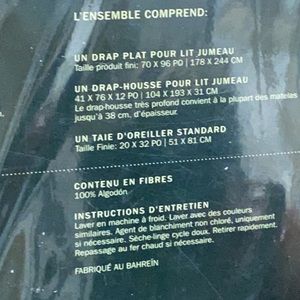 L'ENSEMBLE COMPREND:
UN DRAP PLAT POUR LIT JUMEAU
Taille produit fini: 70 X 96 PO | 178 X 244 CM
UN DRAP-HOUSSE POUR LIT JUMEAU
41 X 76 X 12 PO | 104 X 193 X 31 CM
Le drap-housse très profond convient à la plupart des matelas
jusqu'à 38 cm. d'épaisseur.
UN TAIE D'OREILLER STANDARD
Taille Finie: 20 X 32 PO | 51 X 81 CM
CONTENU EN FIBRES
100% Algodón
INSTRUCTIONS D'ENTRETIEN
Laver en machine à froid. Laver avec des couleurs
similaires. Agent de blanchiment non chloré, uniquement
si nécessaire. Sèche-linge cycle doux. Retirer rapidement.
Repassage au fer chaud si nécessaire.
FABRIQUÉ AU BAHREÏN